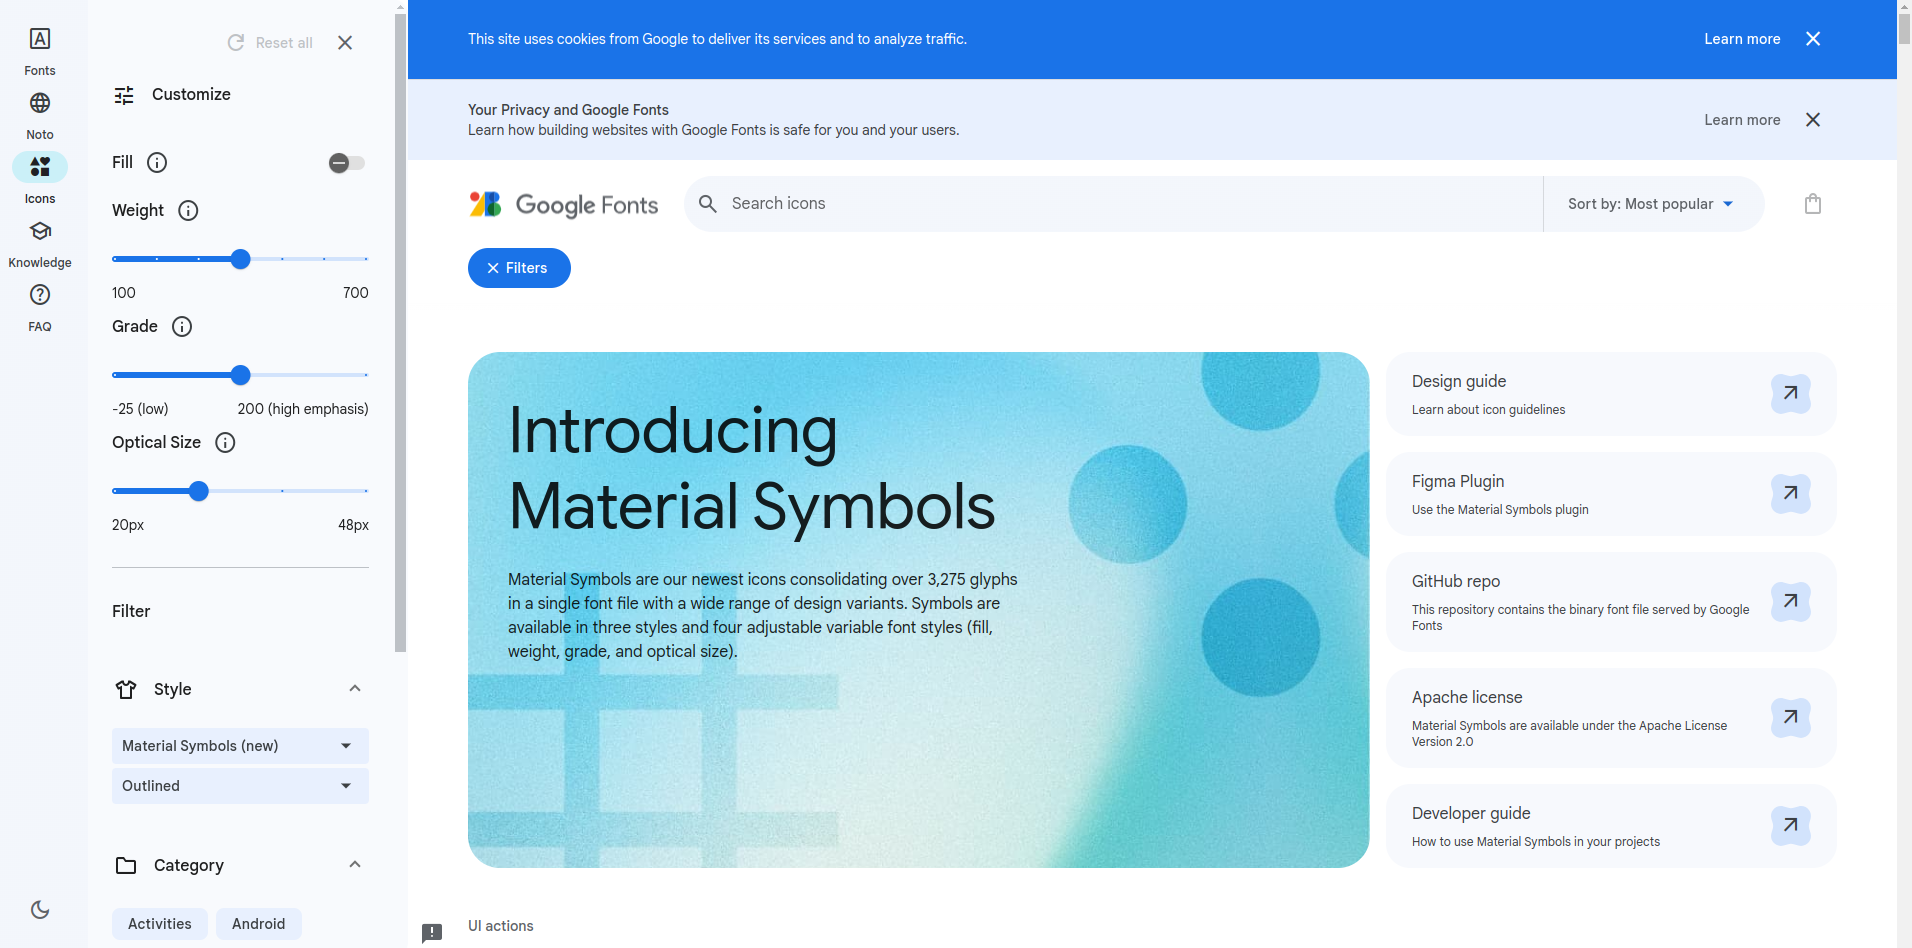 Fonts
Noto
Icons
Knowledge
FAQ
Reset all
Customize
Fill
Weight
100 700
Grade
-25 (low) 200 (high emphasis)
Optical Size
20px 48px
Filter
Style
Material Symbols (new)
Outlined
Category
Activities Android
This site uses cookies from Google to deliver its services and to analyze traffic. Learn more
Your Privacy and Google Fonts
Learn how building websites with Google Fonts is safe for you and your users. Learn more
Google Fonts
Search icons
Sort by: Most popular
Filters
Introducing
Material Symbols
Material Symbols are our newest icons consolidating over 3,275 glyphs
in a single font file with a wide range of design variants. Symbols are
available in three styles and four adjustable variable font styles (fill,
weight, grade, and optical size).
Design guide
Learn about icon guidelines
Figma Plugin
Use the Material Symbols plugin
GitHub repo
This repository contains the binary font file served by Google
Fonts
Apache license
Material Symbols are available under the Apache License
Version 2.0
Developer guide
How to use Material Symbols in your projects
UI actions